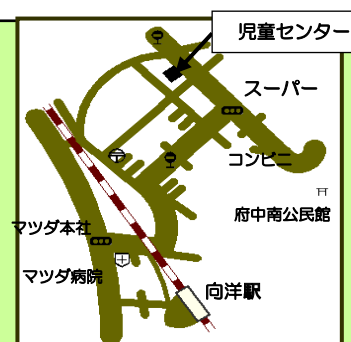 児童センター
スーパー
コンビニ
府中南公民館
マツダ本社
マツダ病院
向洋駅